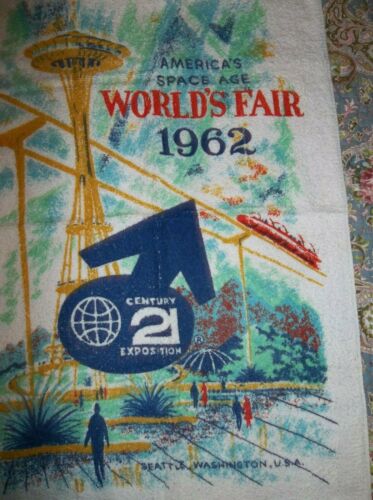 AMERICA'S
SPACE AGE
WORLD'S FAIR
1962
CENTURY
21
EXPOSITION
®
SEATTLE, WASHINGTON, U.S.A.